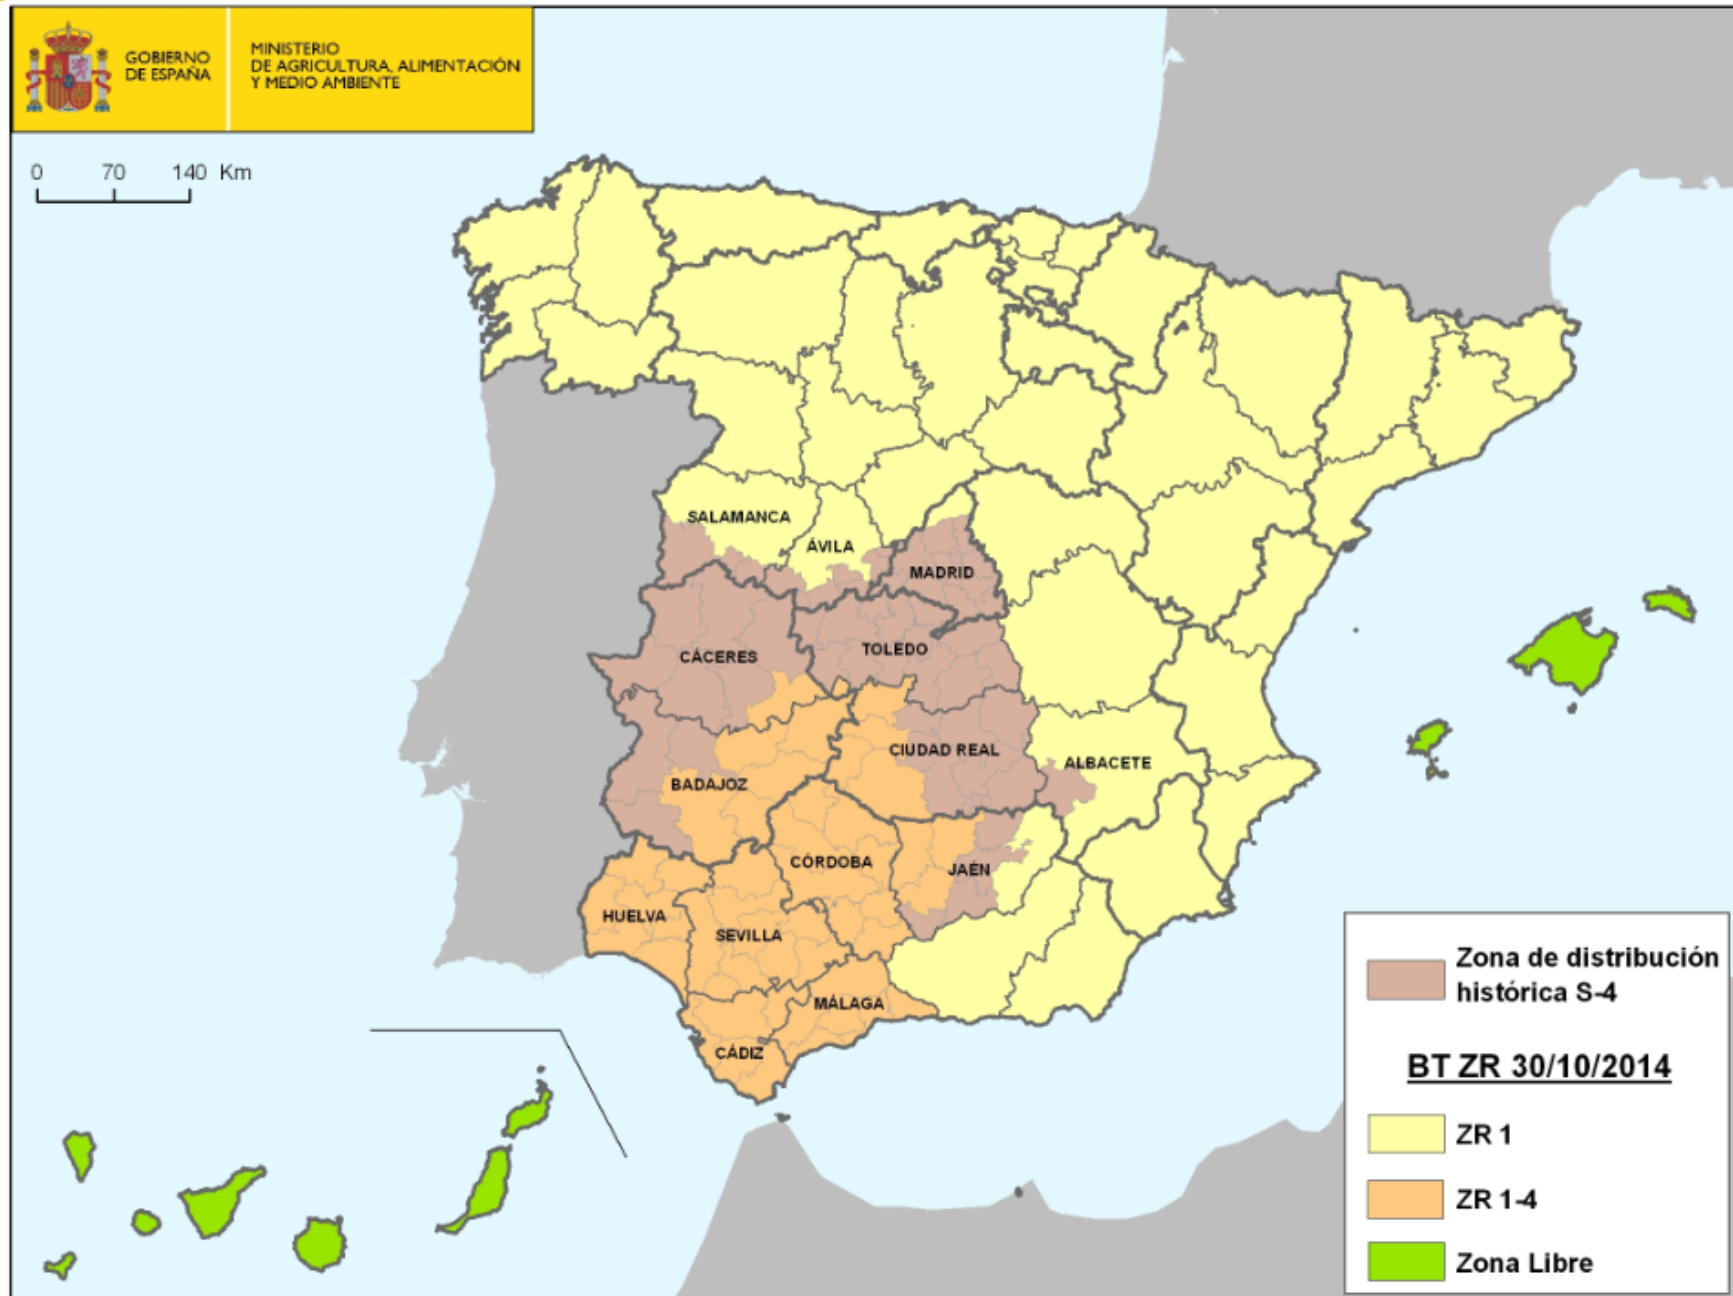 GOBIERNO
DE ESPAÑA
MINISTERIO
DE AGRICULTURA, ALIMENTACIÓN
Y MEDIO AMBIENTE
0 70 140 Km
SALAMANCA
ÁVILA
MADRID
CÁCERES
TOLEDO
CIUDAD REAL
ALBACETE
BADAJOZ
CÓRDOBA
JAÉN
HUELVA
SEVILLA
MÁLAGA
CÁDIZ
Zona de distribución
histórica S-4
BT ZR 30/10/2014
ZR 1
ZR 1-4
Zona Libre